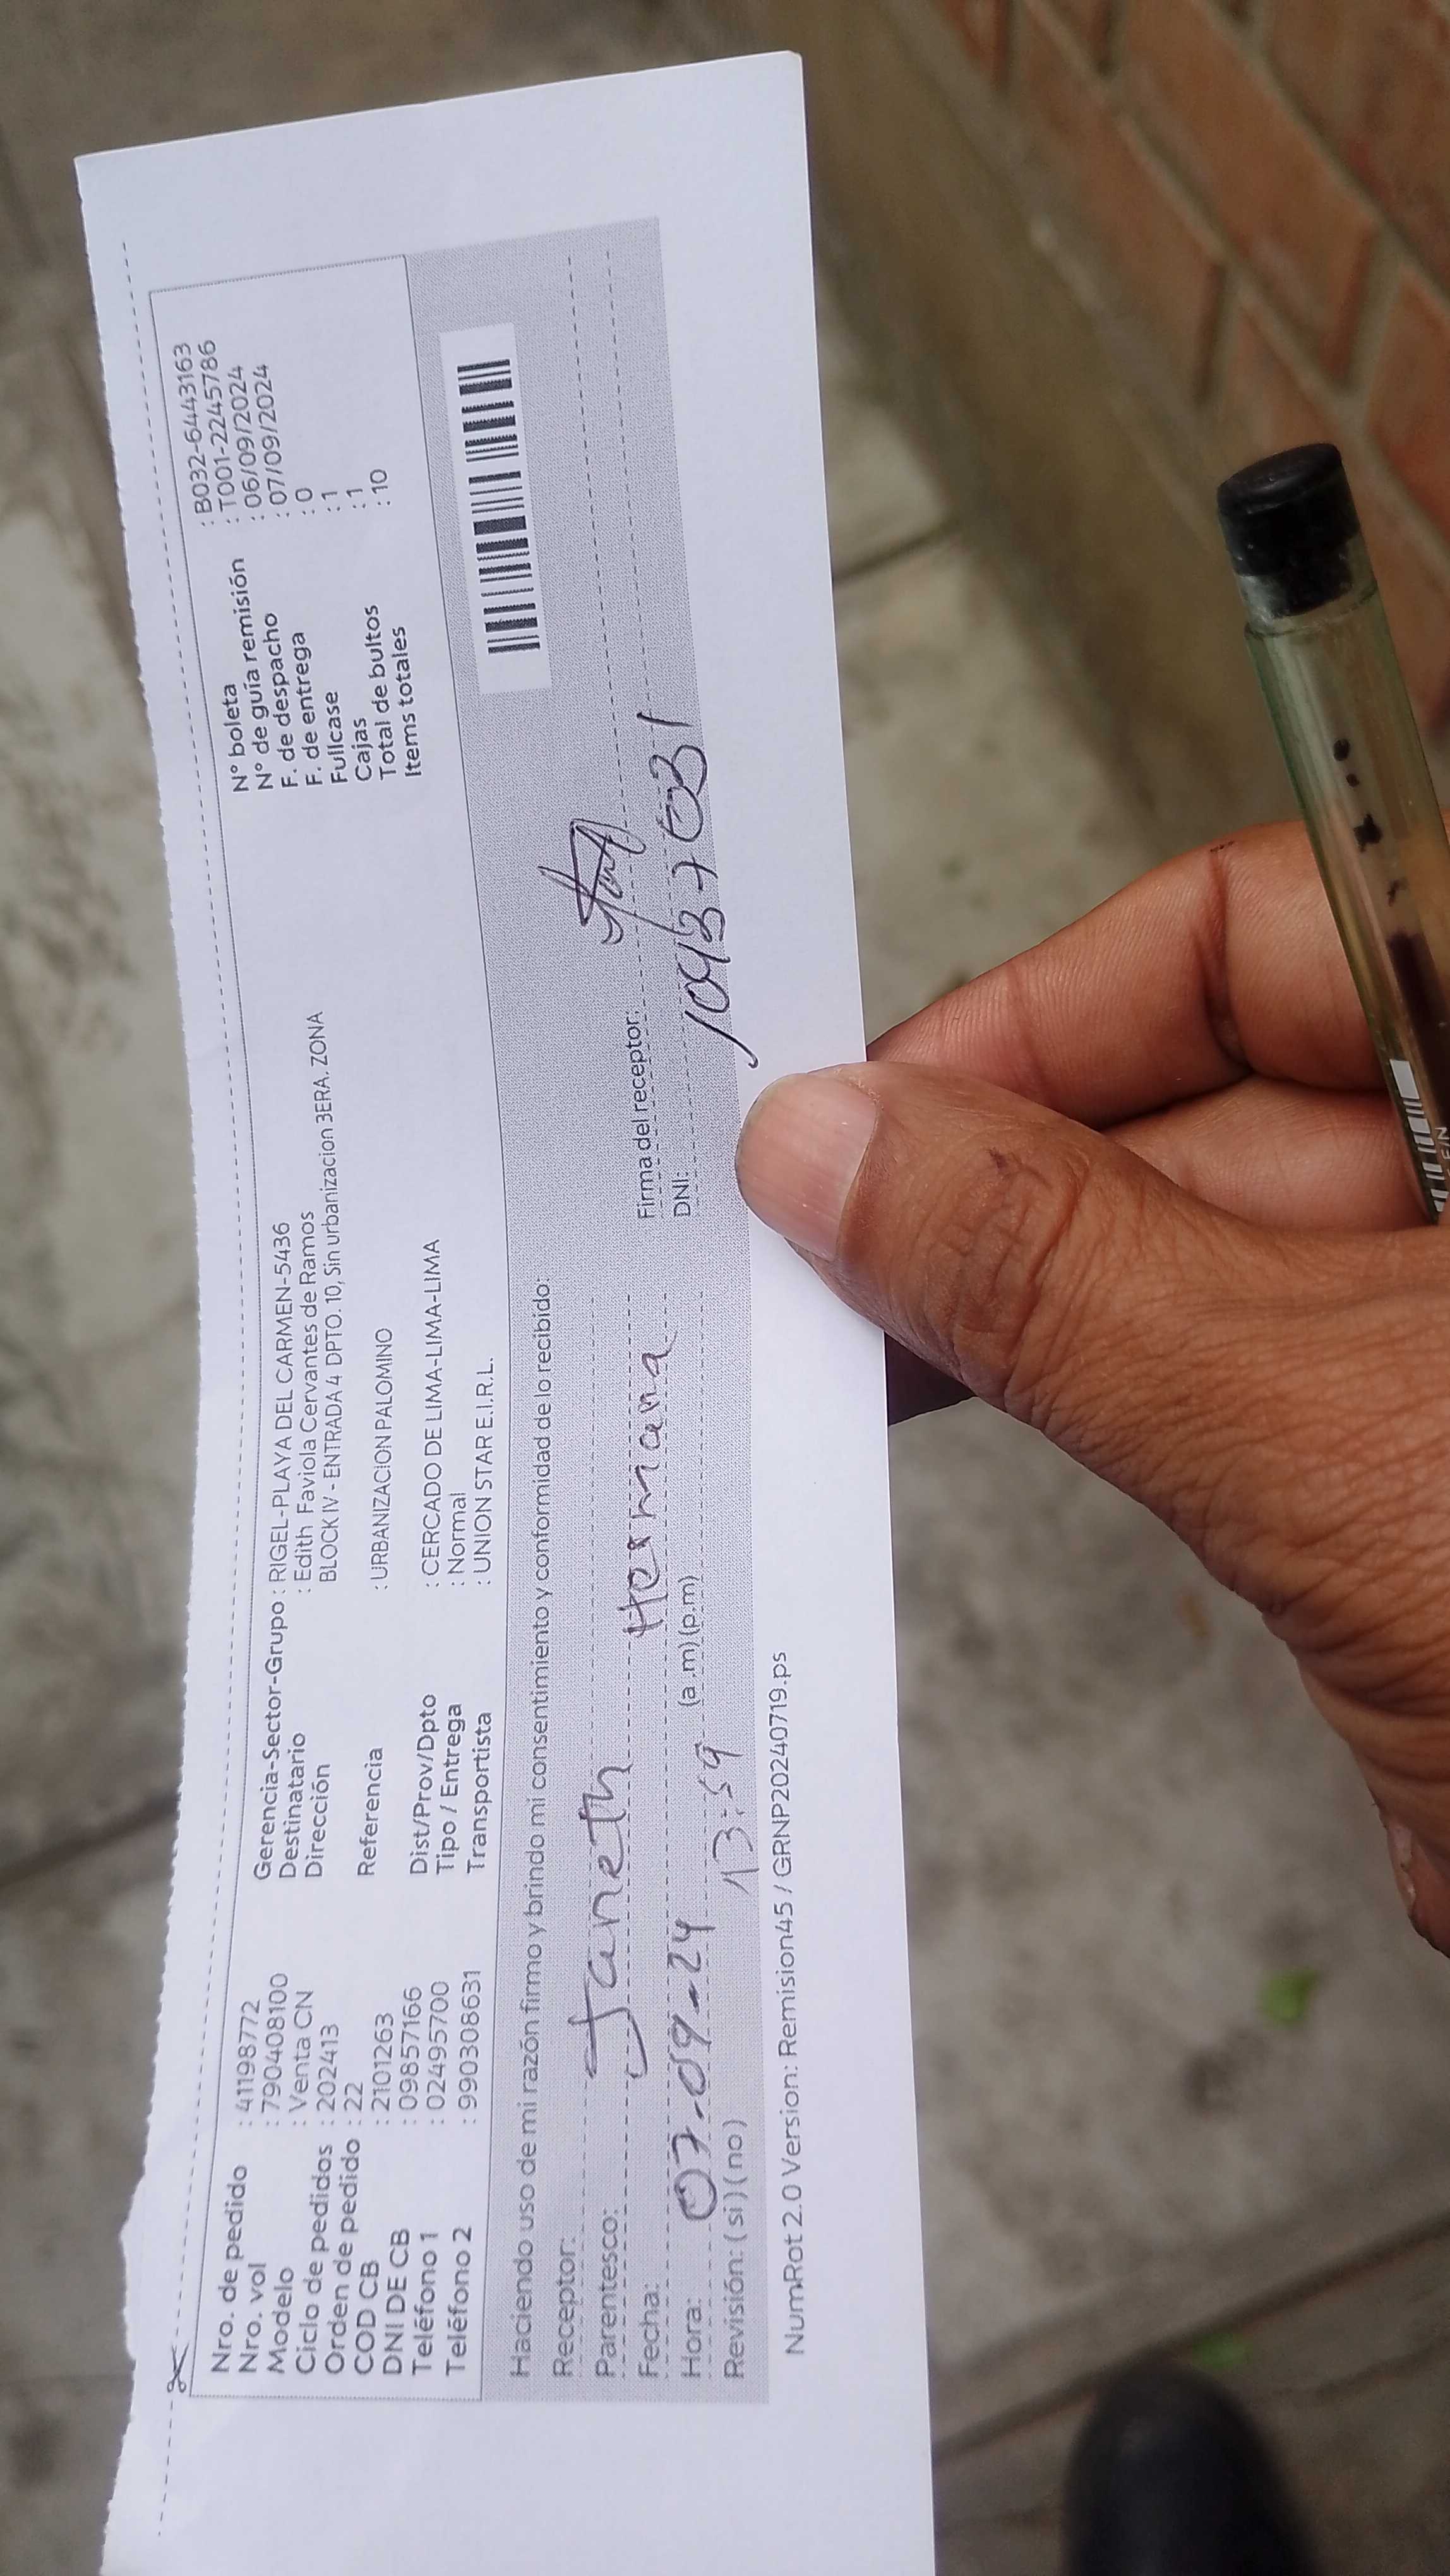 Nro. de pedido : 41198772
Nro. vol : 790408100
Modelo : Venta CN
Ciclo de pedidos : 202413
Orden de pedido : 22
COD CB : 2101263
DNI DE CB : 09857166
Teléfono 1 : 02495700
Teléfono 2 : 990308631
Gerencia-Sector-Grupo : RIGEL-PLAYA DEL CARMEN-5436
Destinatario : Edith Faviola Cervantes de Ramos
Dirección BLOCK IV - ENTRADA 4 DPTO. 10, Sin urbanizacion 3ERA. ZONA
Referencia : URBANIZACION PALOMINO
Dist/Prov/Dpto : CERCADO DE LIMA-LIMA-LIMA
Tipo / Entrega : Normal
Transportista : UNION STAR E.I.R.L.
N° boleta : B032-6443163
N° de guía remisión : T001-2245786
F. de despacho : 06/09/2024
F. de entrega : 07/09/2024
Fullcase : 0
Cajas : 1
Total de bultos : 1
Items totales : 10
Haciendo uso de mi razón firmo y brindo mi consentimiento y conformidad de lo recibido:
Receptor: Janeth
Parentesco: Hermana
Fecha: 07-09-24
Hora: 13:59 (a.m) (p.m)
Revisión: ( si ) ( no )
Firma del receptor:
DNI: 10437031
NumRot 2.0 Version: Remision45 / GRNP20240719.ps